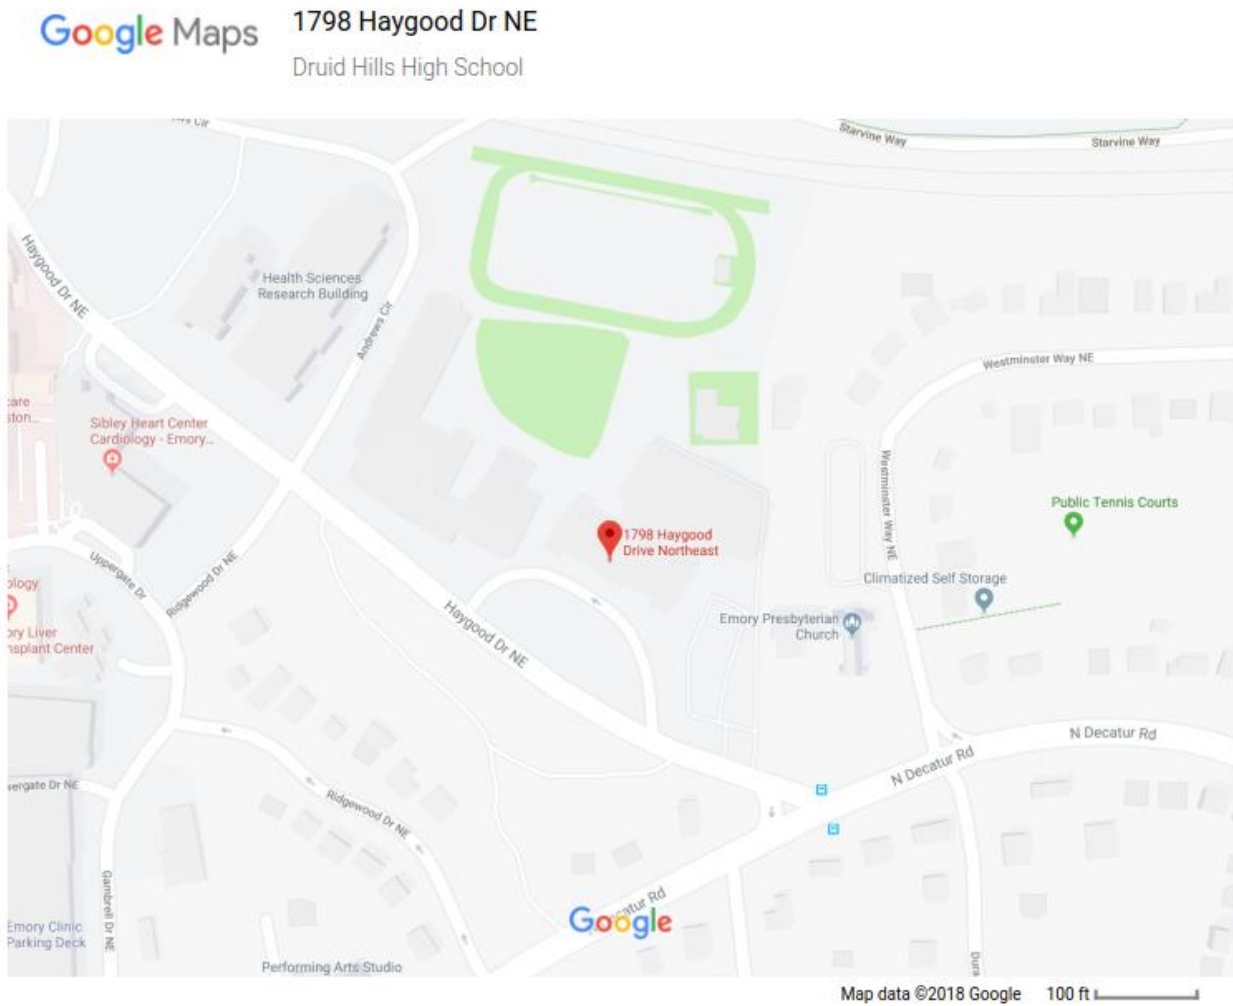 Google Maps
1798 Haygood Dr NE
Druid Hills High School
Starvine Way
Starvine Way
Haygood Dr NE
Health Sciences
Research Building
Andrews Cir
Westminster Way NE
Sibley Heart Center
Cardiology - Emory...
Westminster Way NE
Public Tennis Courts
1798 Haygood
Drive Northeast
Uppergate Dr
Ridgewood Dr NE
Climatized Self Storage
Haygood Dr NE
Emory Presbyterian
Church
N Decatur Rd
N Decatur Rd
Ridgewood Dr NE
Gambrell Dr NE
Google
Emory Clinic
Parking Deck
Performing Arts Studio
Map data ©2018 Google
100 ft